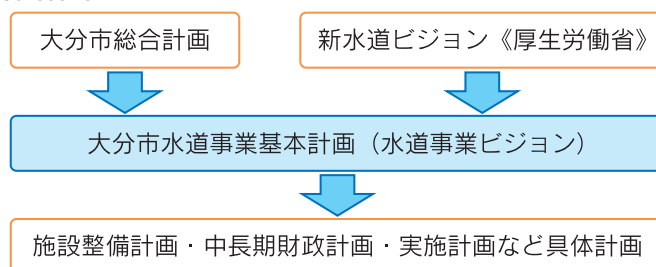 大分市総合計画
新水道ビジョン《厚生労働省》
大分市水道事業基本計画（水道事業ビジョン）
施設整備計画・中長期財政計画・実施計画など具体計画